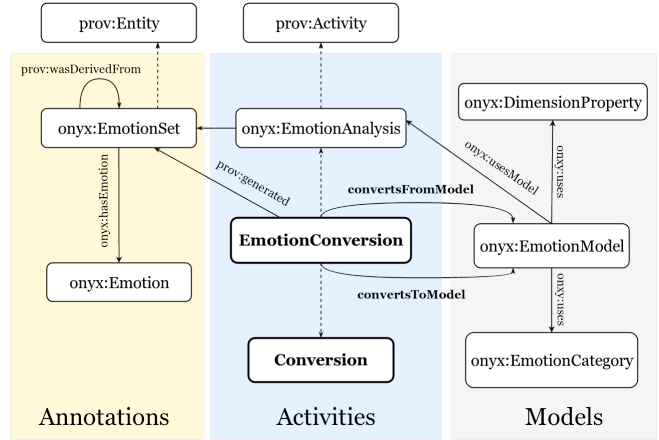 prov:Entity
prov:Activity
prov:wasDerivedFrom
onyx:DimensionProperty
onyx:EmotionSet
onyx:EmotionAnalysis
onyx:usesModel
onxy:uses
onyx:hasEmotion
prov:generated
convertsFromModel
EmotionConversion
onyx:EmotionModel
onyx:Emotion
convertsToModel
onxy:uses
Conversion
onyx:EmotionCategory
Annotations
Activities
Models